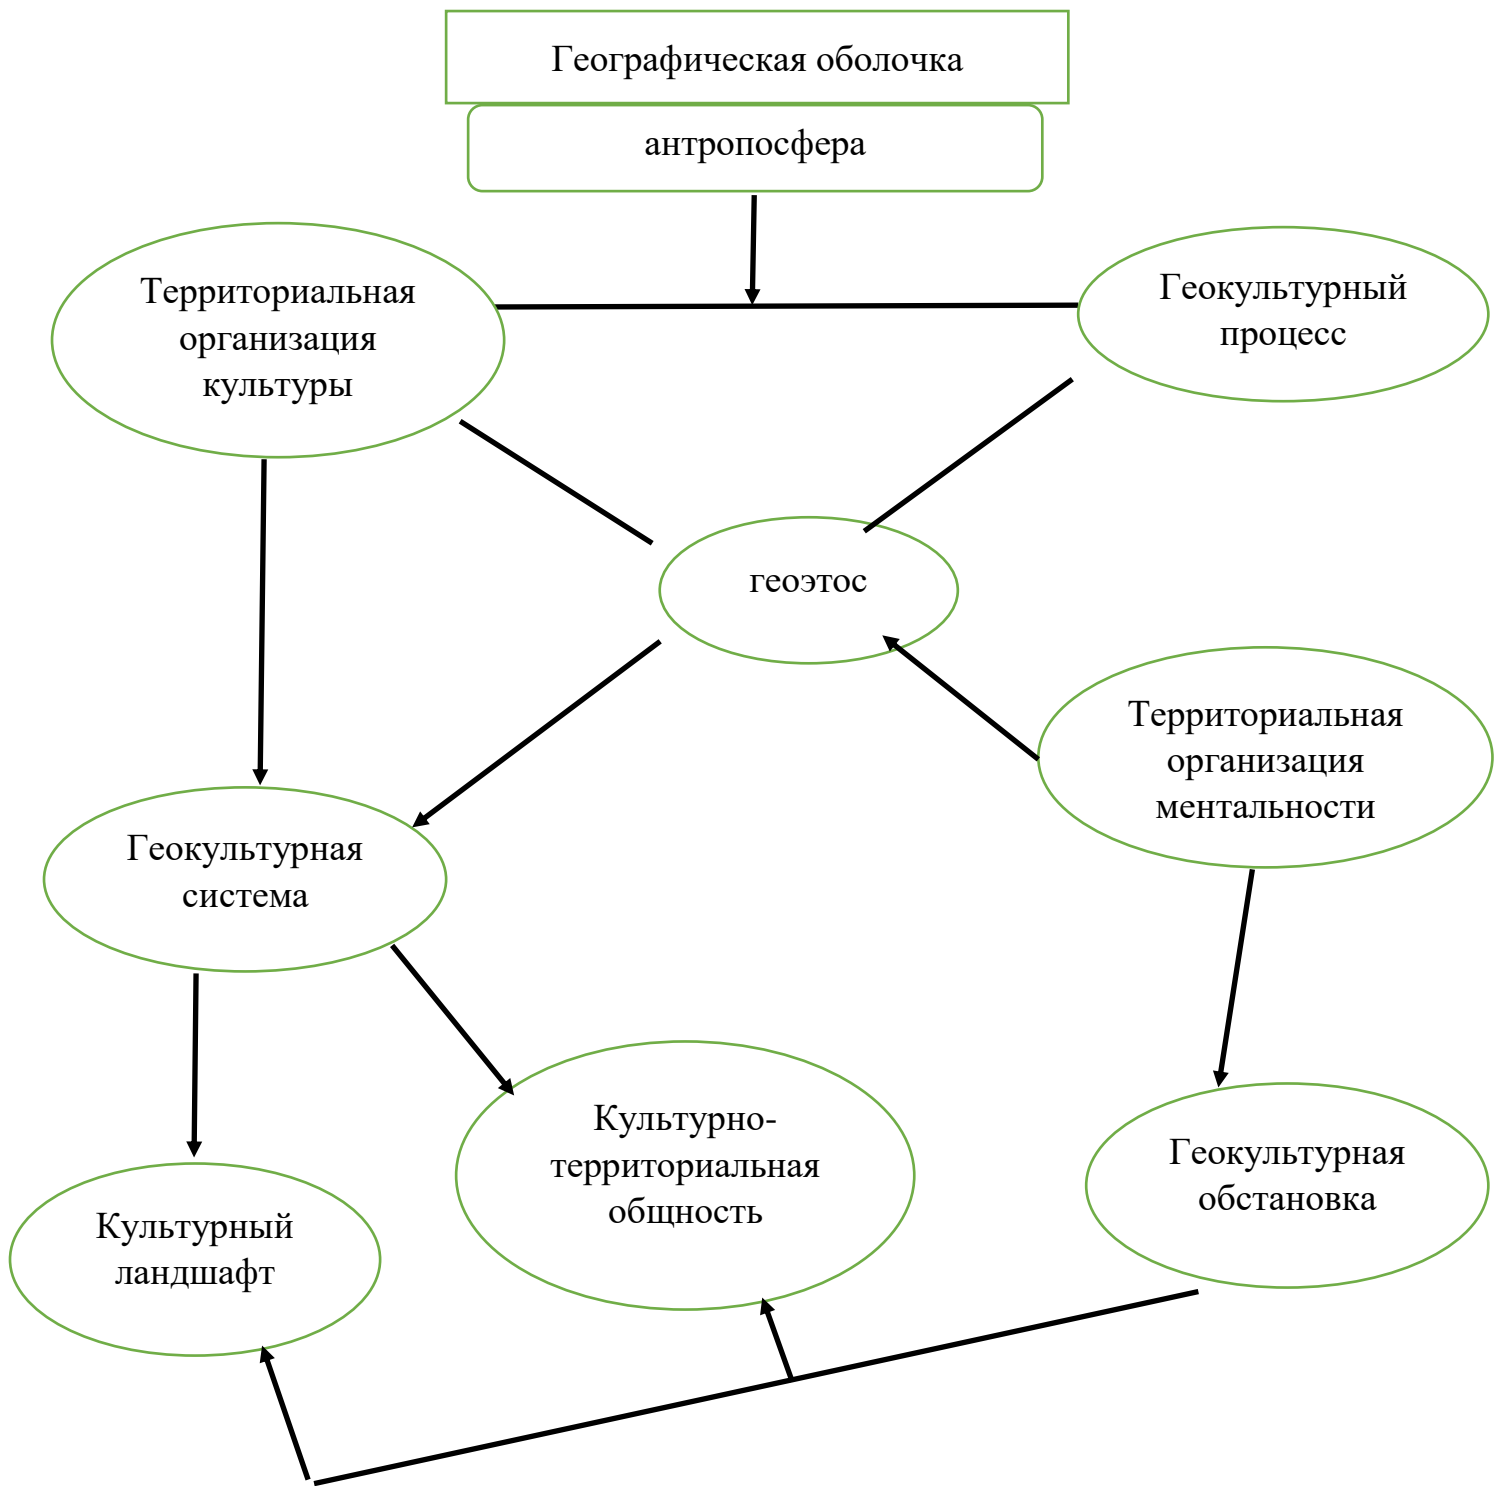 Географическая оболочка
антропосфера
Территориальная
организация
культуры
Геокультурный
процесс
геоэтос
Территориальная
организация
ментальности
Геокультурная
система
Культурно-
территориальная
общность
Геокультурная
обстановка
Культурный
ландшафт